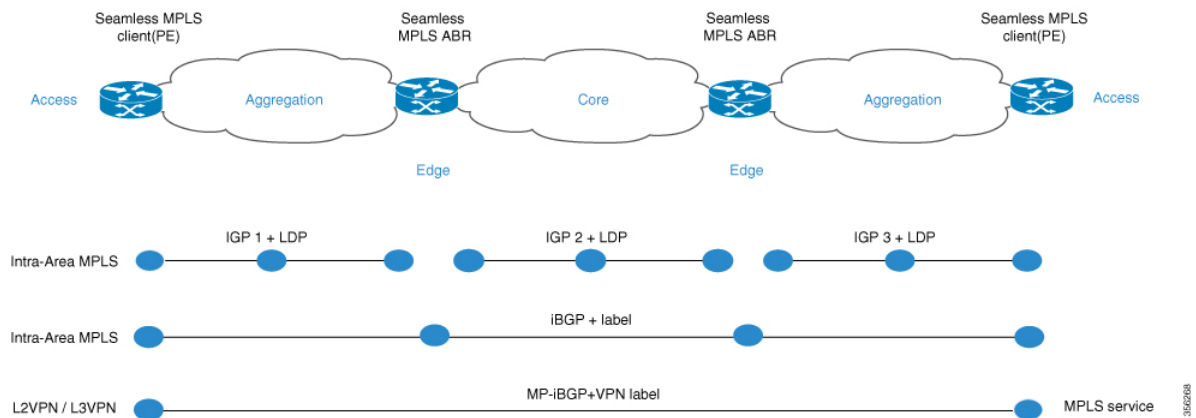 Seamless MPLS
client(PE)
Seamless
MPLS ABR
Seamless
MPLS ABR
Seamless MPLS
client(PE)
Access
Aggregation
Core
Aggregation
Access
Edge
Edge
Intra-Area MPLS
IGP 1 + LDP
IGP 2 + LDP
IGP 3 + LDP
Intra-Area MPLS
iBGP + label
L2VPN / L3VPN
MP-iBGP+VPN label
MPLS service
356268